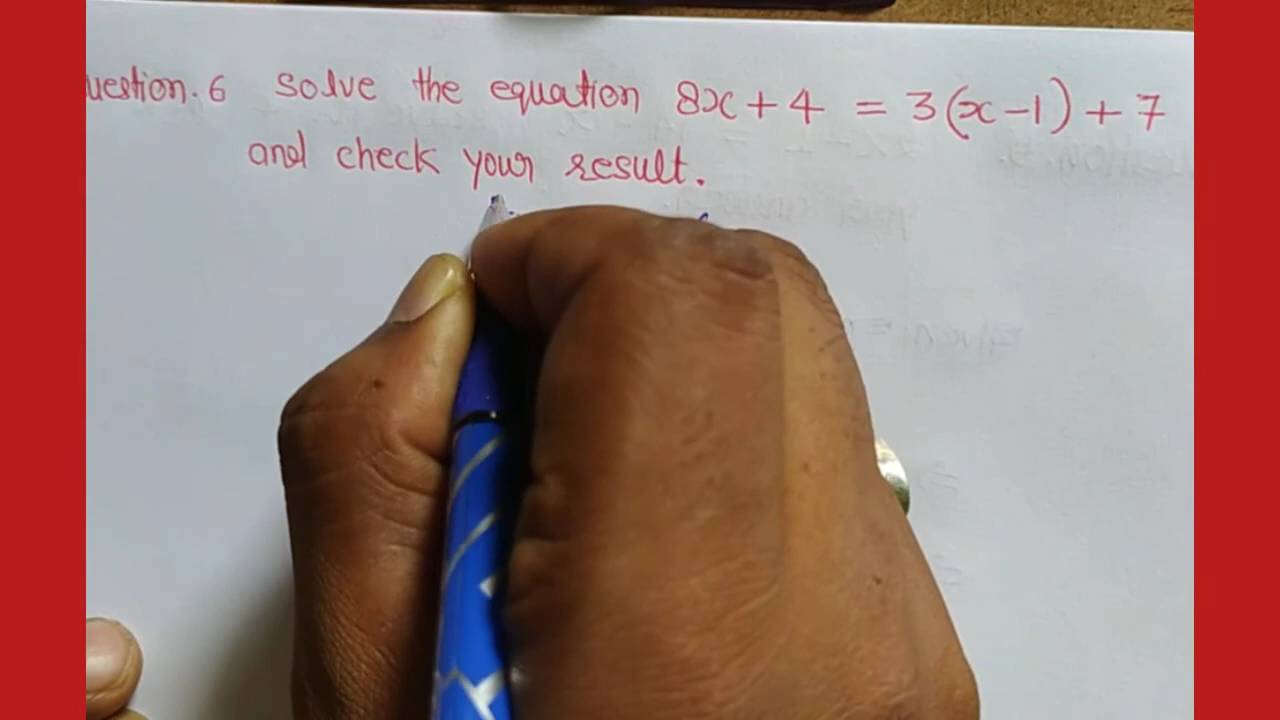 uestion. 6 Solve the equation 8x + 4 = 3(x - 1) + 7
and check your result.